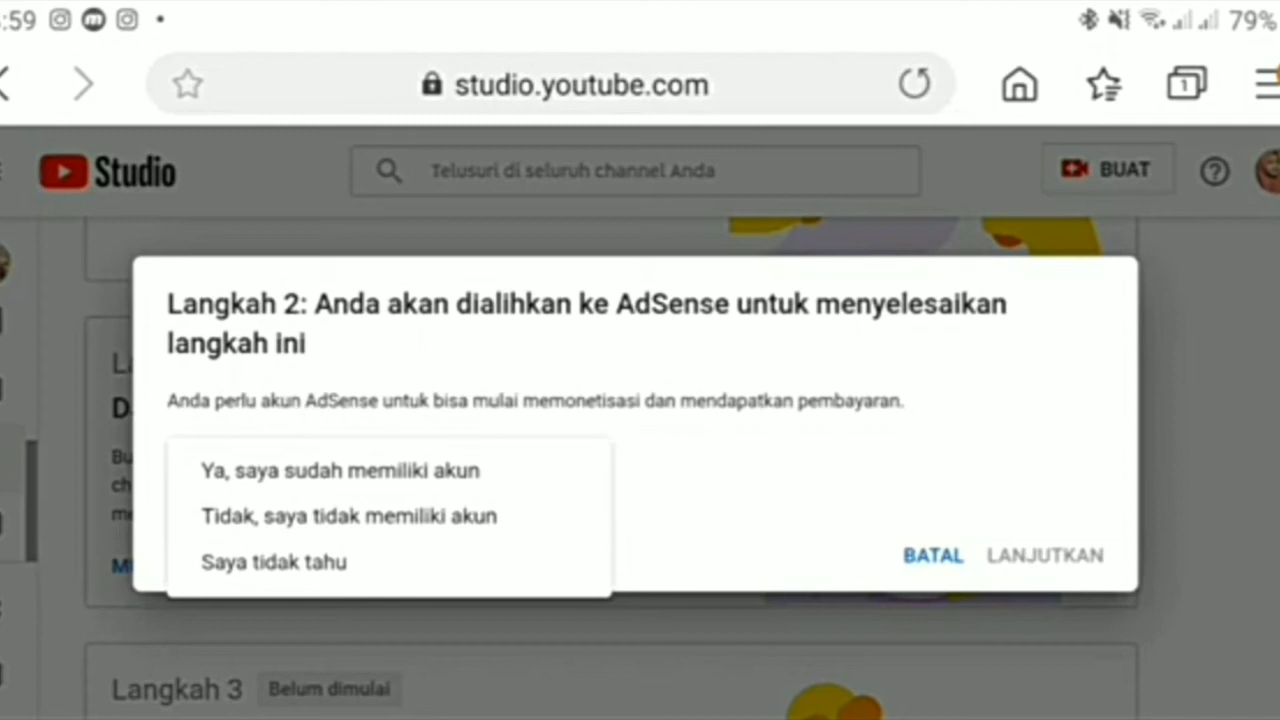 :59
79%
studio.youtube.com
1
Studio
Telusuri di seluruh channel Anda
BUAT
Langkah 2: Anda akan dialihkan ke AdSense untuk menyelesaikan
langkah ini
Anda perlu akun AdSense untuk bisa mulai memonetisasi dan mendapatkan pembayaran.
Ya, saya sudah memiliki akun
Tidak, saya tidak memiliki akun
Saya tidak tahu
BATAL
LANJUTKAN
Langkah 3
Belum dimulai